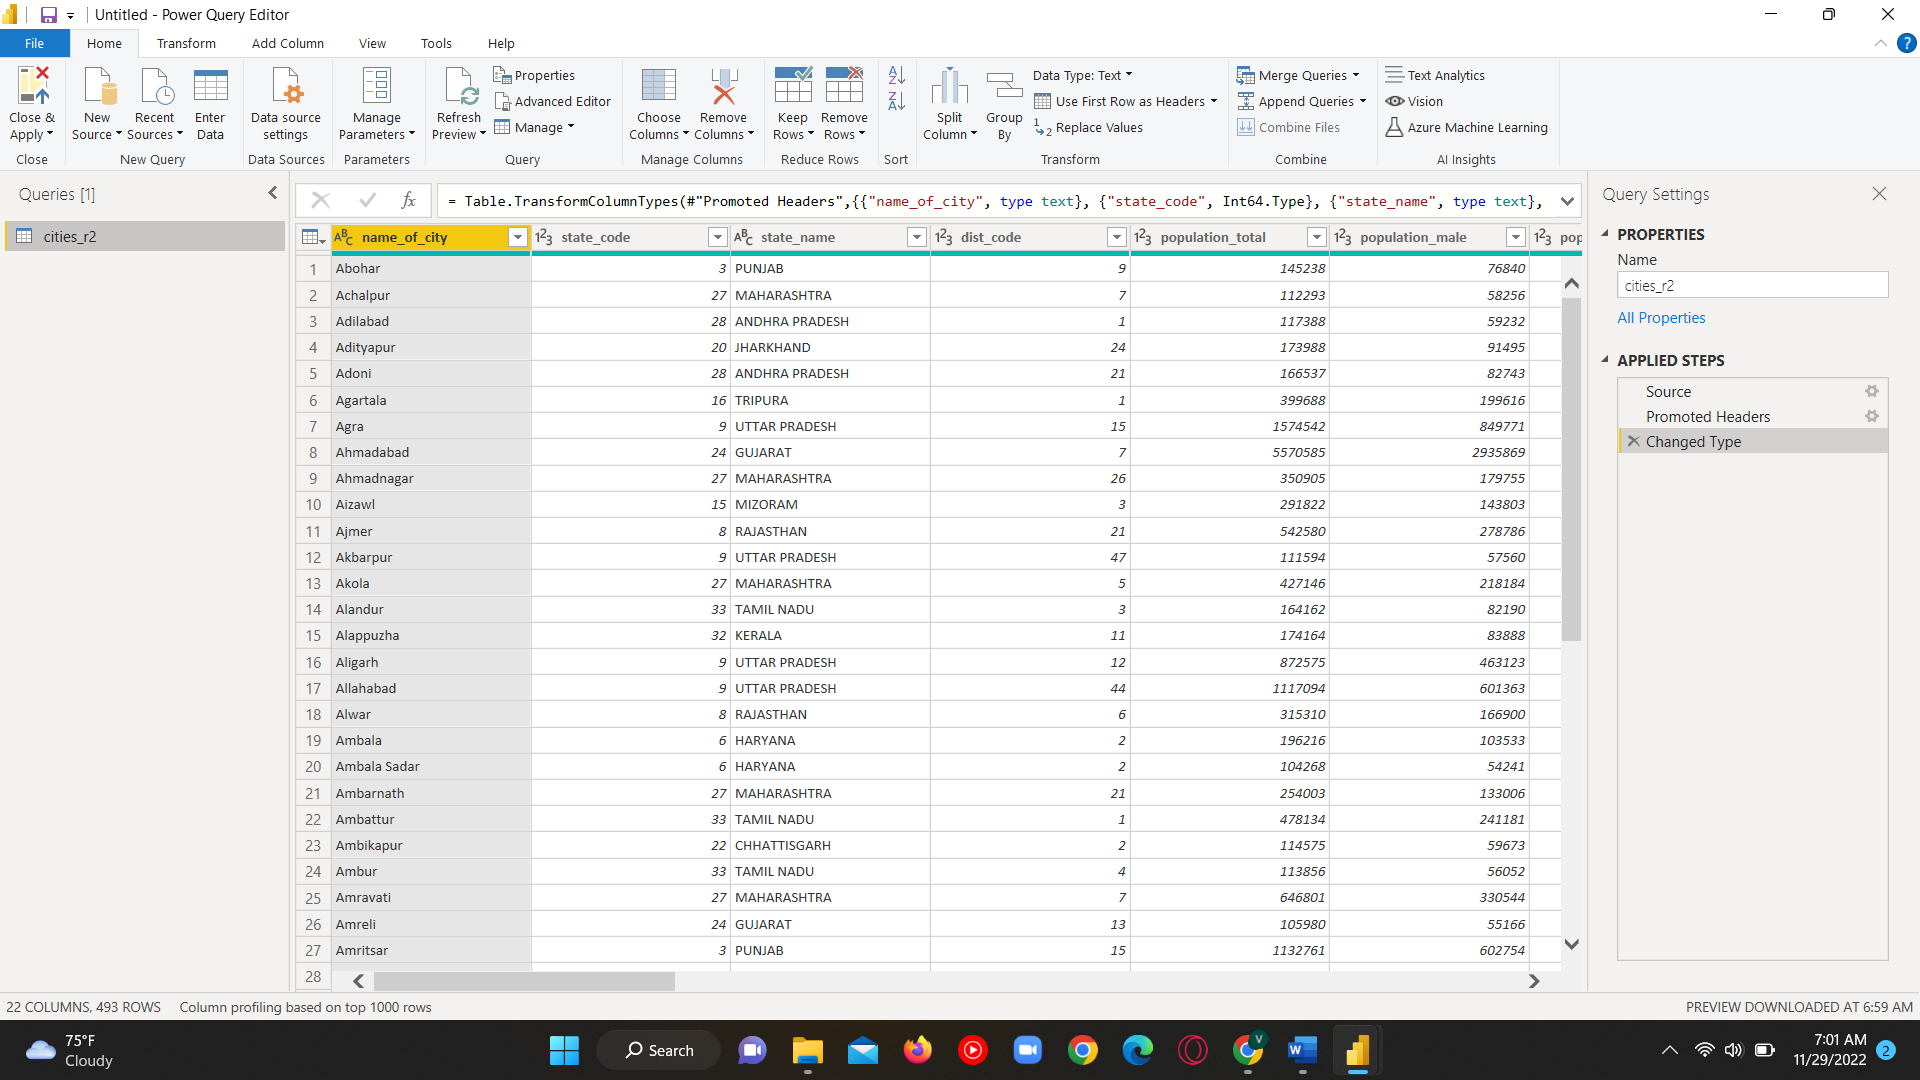 Untitled - Power Query Editor
File Home Transform Add Column View Tools Help
Close & Apply
Close
New Source
Recent Sources
Enter Data
New Query
Data source settings
Data Sources
Manage Parameters
Parameters
Refresh Preview
Properties
Advanced Editor
Manage
Query
Choose Columns
Remove Columns
Manage Columns
Keep Rows
Remove Rows
Reduce Rows
Sort
Split Column
Group By
Data Type: Text
Use First Row as Headers
Replace Values
Transform
Merge Queries
Append Queries
Combine Files
Combine
Text Analytics
Vision
Azure Machine Learning
AI Insights
Queries [1]
cities_r2
fx = Table.TransformColumnTypes(#"Promoted Headers",{{"name_of_city", type text}, {"state_code", Int64.Type}, {"state_name", type text},
ABC name_of_city 123 state_code ABC state_name 123 dist_code 123 population_total 123 population_male 123 pop
1 Abohar 3 PUNJAB 9 145238 76840
2 Achalpur 27 MAHARASHTRA 7 112293 58256
3 Adilabad 28 ANDHRA PRADESH 1 117388 59232
4 Adityapur 20 JHARKHAND 24 173988 91495
5 Adoni 28 ANDHRA PRADESH 21 166537 82743
6 Agartala 16 TRIPURA 1 399688 199616
7 Agra 9 UTTAR PRADESH 15 1574542 849771
8 Ahmadabad 24 GUJARAT 7 5570585 2935869
9 Ahmadnagar 27 MAHARASHTRA 26 350905 179755
10 Aizawl 15 MIZORAM 3 291822 143803
11 Ajmer 8 RAJASTHAN 21 542580 278786
12 Akbarpur 9 UTTAR PRADESH 47 111594 57560
13 Akola 27 MAHARASHTRA 5 427146 218184
14 Alandur 33 TAMIL NADU 3 164162 82190
15 Alappuzha 32 KERALA 11 174164 83888
16 Aligarh 9 UTTAR PRADESH 12 872575 463123
17 Allahabad 9 UTTAR PRADESH 44 1117094 601363
18 Alwar 8 RAJASTHAN 6 315310 166900
19 Ambala 6 HARYANA 2 196216 103533
20 Ambala Sadar 6 HARYANA 2 104268 54241
21 Ambarnath 27 MAHARASHTRA 21 254003 133006
22 Ambattur 33 TAMIL NADU 1 478134 241181
23 Ambikapur 22 CHHATTISGARH 2 114575 59673
24 Ambur 33 TAMIL NADU 4 113856 56052
25 Amravati 27 MAHARASHTRA 7 646801 330544
26 Amreli 24 GUJARAT 13 105980 55166
27 Amritsar 3 PUNJAB 15 1132761 602754
28
Query Settings
PROPERTIES
Name
cities_r2
All Properties
APPLIED STEPS
Source
Promoted Headers
Changed Type
22 COLUMNS, 493 ROWS Column profiling based on top 1000 rows PREVIEW DOWNLOADED AT 6:59 AM
75°F
Cloudy
Search
V
W
7:01 AM
11/29/2022
2